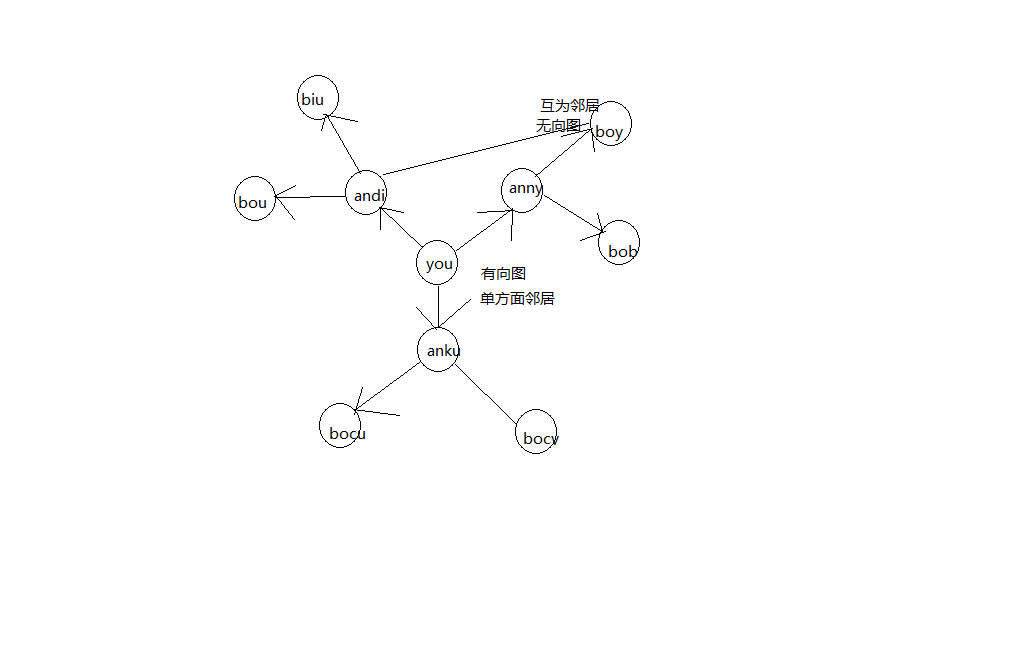 biu
互为邻居
无向图
boy
andi
anny
bou
bob
you
有向图
单方面邻居
anku
bocu
bocy